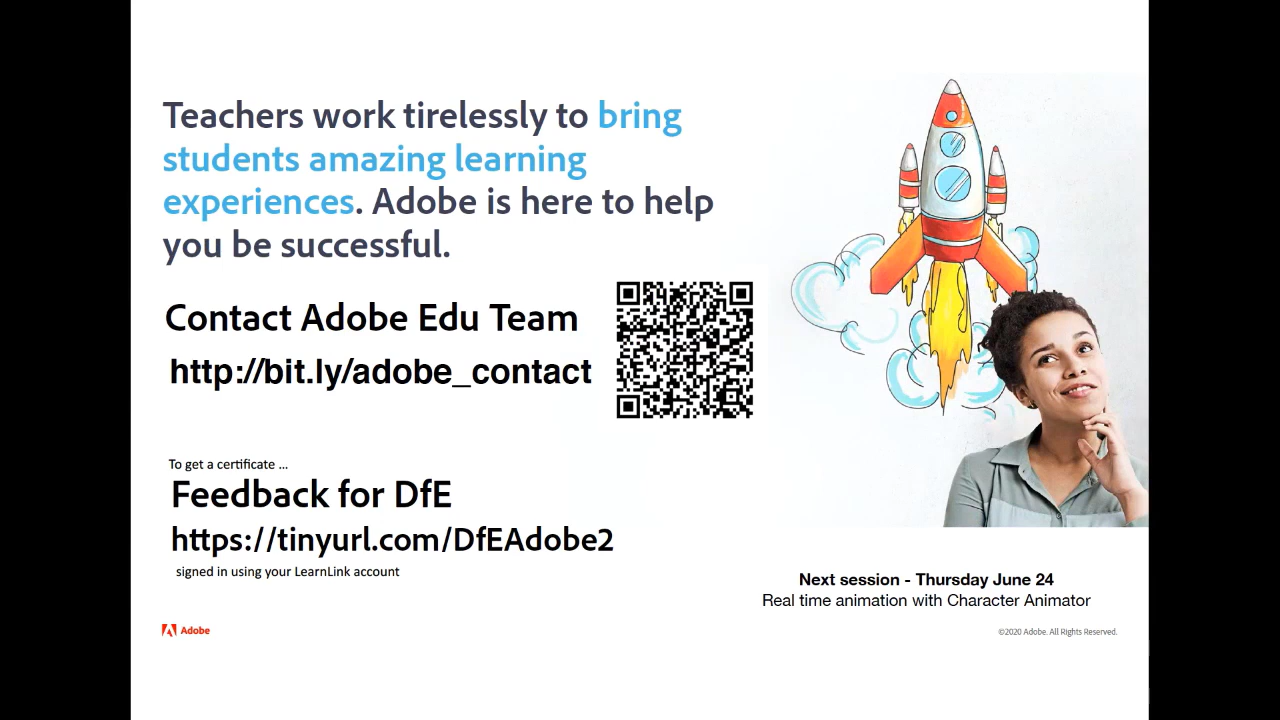 Teachers work tirelessly to bring
students amazing learning
experiences. Adobe is here to help
you be successful.
Contact Adobe Edu Team
http://bit.ly/adobe_contact
To get a certificate ...
Feedback for DfE
https://tinyurl.com/DfEAdobe2
signed in using your LearnLink account
Next session - Thursday June 24
Real time animation with Character Animator
Adobe
©2020 Adobe. All Rights Reserved.